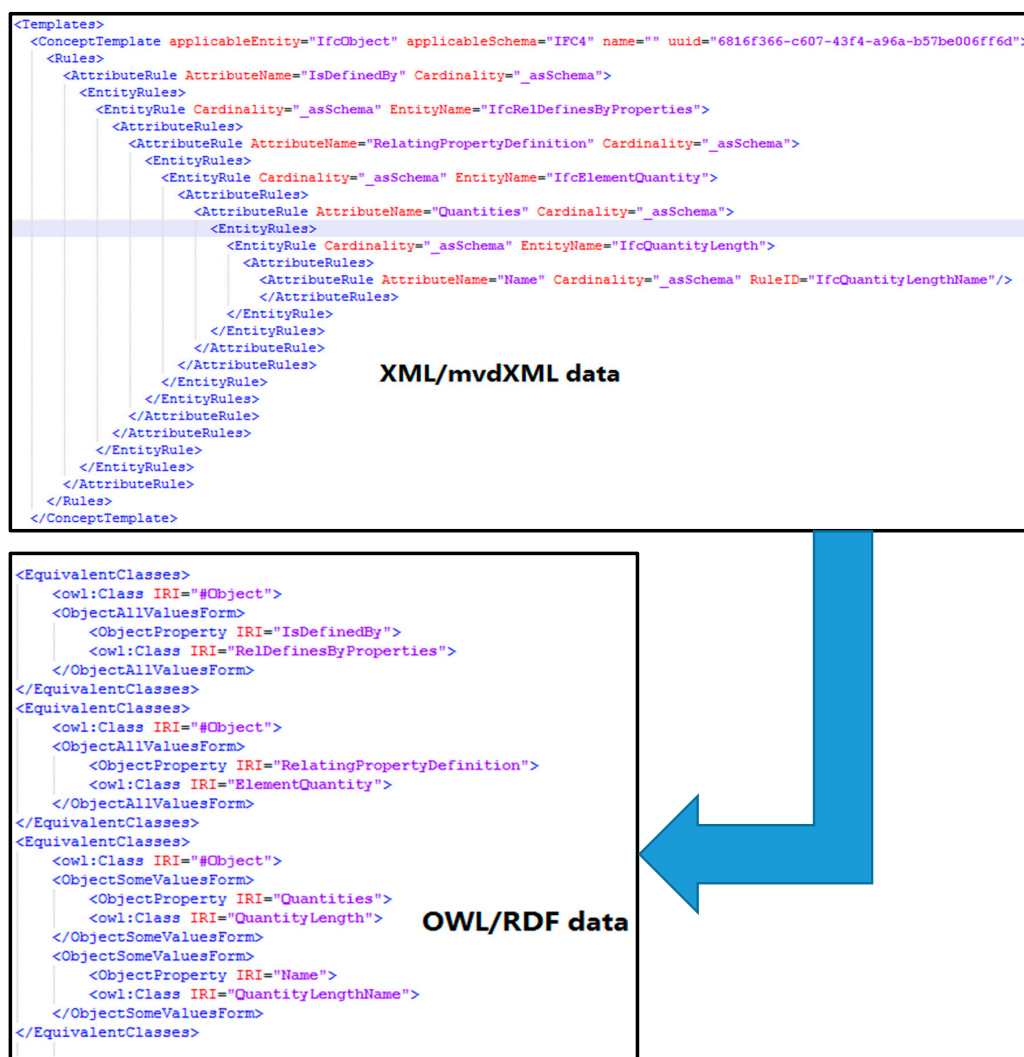 <Templates>
<ConceptTemplate applicableEntity="IfcObject" applicableSchema="IFC4" name="" uuid="6816f366-c607-43f4-a96a-b57be006ff6d">
<Rules>
<AttributeRule AttributeName="IsDefinedBy" Cardinality="_asSchema">
<EntityRules>
<EntityRule Cardinality="_asSchema" EntityName="IfcRelDefinesByProperties">
<AttributeRules>
<AttributeRule AttributeName="RelatingPropertyDefinition" Cardinality="_asSchema">
<EntityRules>
<EntityRule Cardinality="_asSchema" EntityName="IfcElementQuantity">
<AttributeRules>
<AttributeRule AttributeName="Quantities" Cardinality="_asSchema">
<EntityRules>
<EntityRule Cardinality="_asSchema" EntityName="IfcQuantityLength">
<AttributeRules>
<AttributeRule AttributeName="Name" Cardinality="_asSchema" RuleID="IfcQuantityLengthName"/>
</AttributeRules>
</EntityRule>
</EntityRules>
</AttributeRule>
</AttributeRules>
XML/mvdXML data
</EntityRule>
</EntityRules>
</AttributeRule>
</AttributeRules>
</EntityRule>
</EntityRules>
</AttributeRule>
</Rules>
</ConceptTemplate>
<EquivalentClasses>
<owl:Class IRI="#Object">
<ObjectAllValuesForm>
<ObjectProperty IRI="IsDefinedBy">
<owl:Class IRI="RelDefinesByProperties">
</ObjectAllValuesForm>
</EquivalentClasses>
<EquivalentClasses>
<owl:Class IRI="#Object">
<ObjectAllValuesForm>
<ObjectProperty IRI="RelatingPropertyDefinition">
<owl:Class IRI="ElementQuantity">
</ObjectAllValuesForm>
</EquivalentClasses>
<EquivalentClasses>
<owl:Class IRI="#Object">
<ObjectSomeValuesForm>
<ObjectProperty IRI="Quantities">
<owl:Class IRI="QuantityLength">
OWL/RDF data
</ObjectSomeValuesForm>
<ObjectSomeValuesForm>
<ObjectProperty IRI="Name">
<owl:Class IRI="QuantityLengthName">
</ObjectSomeValuesForm>
</EquivalentClasses>